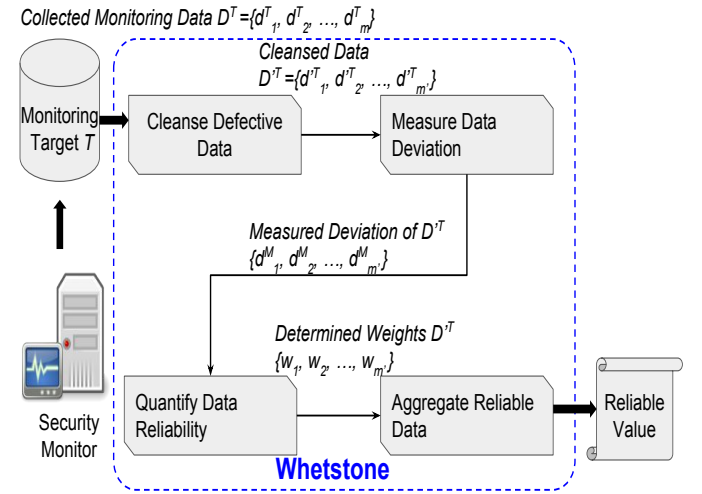 Collected Monitoring Data D^T={d^T_1, d^T_2, …, d^T_m}
Cleansed Data
D'^T={d'^T_1, d'^T_2, …, d'^T_m'}
Monitoring
Target T
Cleanse Defective
Data
Measure Data
Deviation
Measured Deviation of D'^T
{d^M_1, d^M_2, …, d^M_m'}
Determined Weights D'^T
{w_1, w_2, …, w_m'}
Security
Monitor
Quantify Data
Reliability
Aggregate Reliable
Data
Reliable
Value
Whetstone